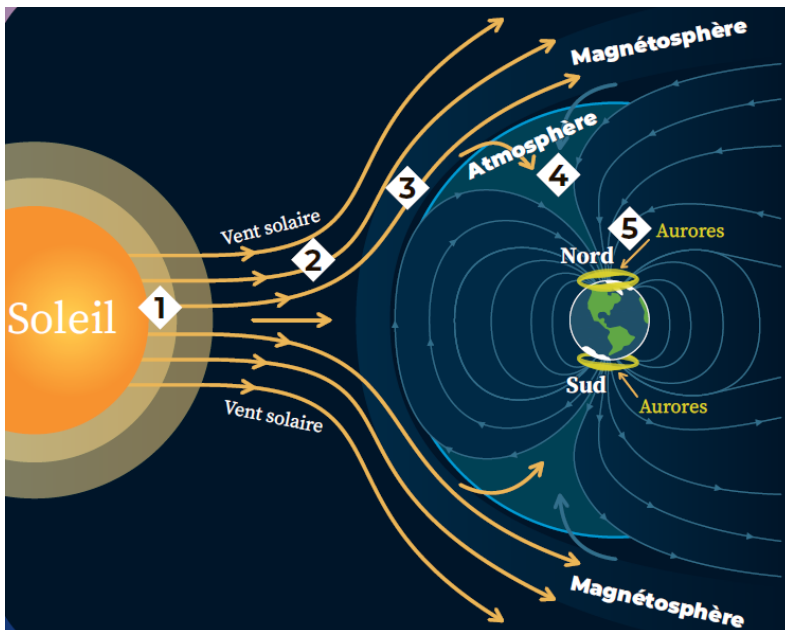 Magnétosphère
Atmosphère
4
3
5
Vent solaire
Aurores
2
Nord
1
Soleil
Sud
Aurores
Vent solaire
Magnétosphère